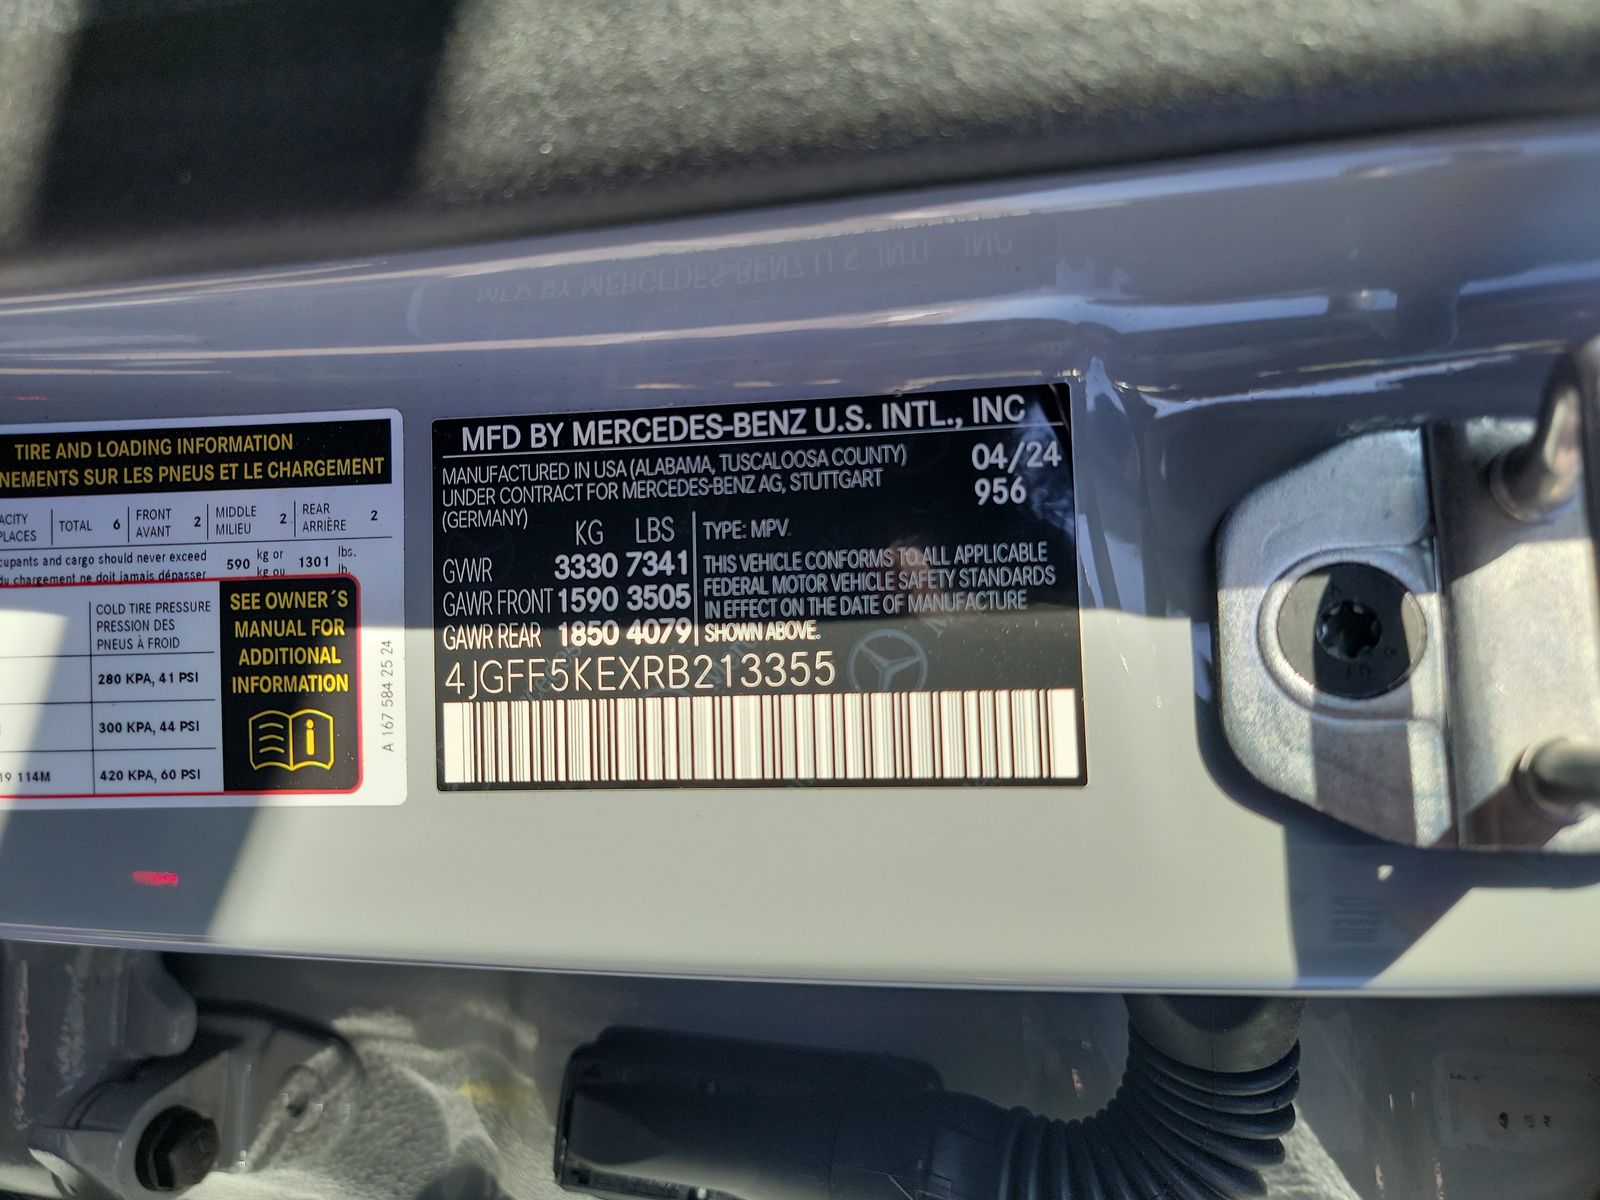 TIRE AND LOADING INFORMATION
NEMENTS SUR LES PNEUS ET LE CHARGEMENT
ACITY
PLACES
TOTAL 6
FRONT
AVANT 2
MIDDLE
MILIEU 2
REAR
ARRIÈRE 2
cupants and cargo should never exceed
du chargement ne doit jamais dépasser
590 kg or
kg ou
1301 lbs.
lb.
COLD TIRE PRESSURE
PRESSION DES
PNEUS À FROID
280 KPA, 41 PSI
300 KPA, 44 PSI
19 114M
420 KPA, 60 PSI
SEE OWNER´S
MANUAL FOR
ADDITIONAL
INFORMATION
i
A 167 584 25 24
MFD BY MERCEDES-BENZ U.S. INTL., INC
MANUFACTURED IN USA (ALABAMA, TUSCALOOSA COUNTY)
UNDER CONTRACT FOR MERCEDES-BENZ AG, STUTTGART
(GERMANY)
04/24
956
KG LBS
GVWR 3330 7341
GAWR FRONT 1590 3505
GAWR REAR 1850 4079
TYPE: MPV
THIS VEHICLE CONFORMS TO ALL APPLICABLE
FEDERAL MOTOR VEHICLE SAFETY STANDARDS
IN EFFECT ON THE DATE OF MANUFACTURE
SHOWN ABOVE.
4JGFF5KEXRB213355